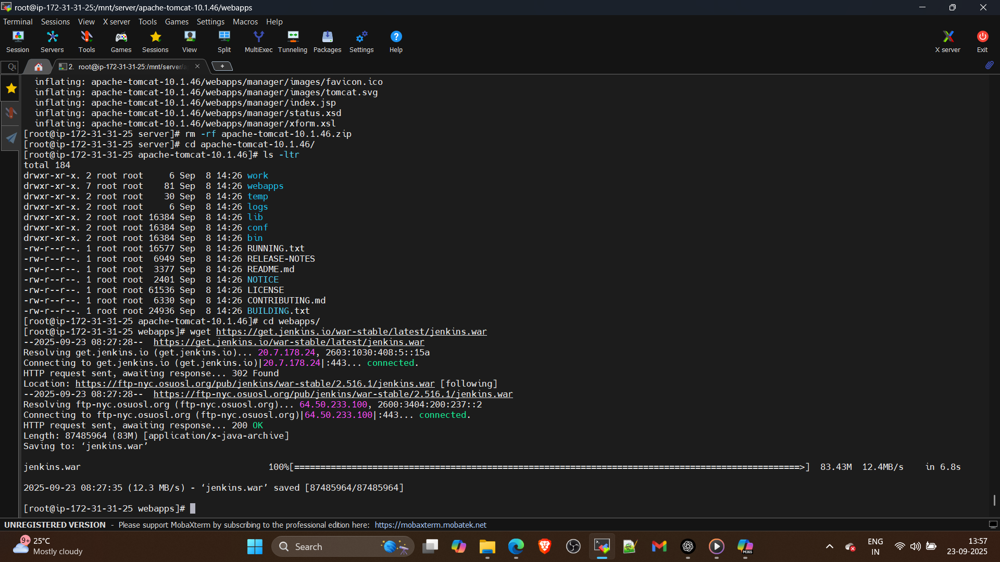 root@ip-172-31-31-25:/mnt/server/apache-tomcat-10.1.46/webapps
Terminal Sessions View X server Tools Games Settings Macros Help
Session Servers Tools Games Sessions View Split MultiExec Tunneling Packages Settings Help X server Exit
2. root@ip-172-31-31-25:/mnt/server/a
inflating: apache-tomcat-10.1.46/webapps/manager/images/favicon.ico
inflating: apache-tomcat-10.1.46/webapps/manager/images/tomcat.svg
inflating: apache-tomcat-10.1.46/webapps/manager/index.jsp
inflating: apache-tomcat-10.1.46/webapps/manager/status.xsd
inflating: apache-tomcat-10.1.46/webapps/manager/xform.xsl
[root@ip-172-31-31-25 server]# rm -rf apache-tomcat-10.1.46.zip
[root@ip-172-31-31-25 server]# cd apache-tomcat-10.1.46/
[root@ip-172-31-31-25 apache-tomcat-10.1.46]# ls -ltr
total 184
drwxr-xr-x. 2 root root     6 Sep  8 14:26 work
drwxr-xr-x. 7 root root    81 Sep  8 14:26 webapps
drwxr-xr-x. 2 root root    30 Sep  8 14:26 temp
drwxr-xr-x. 2 root root     6 Sep  8 14:26 logs
drwxr-xr-x. 2 root root 16384 Sep  8 14:26 lib
drwxr-xr-x. 2 root root 16384 Sep  8 14:26 conf
drwxr-xr-x. 2 root root 16384 Sep  8 14:26 bin
-rw-r--r--. 1 root root 16577 Sep  8 14:26 RUNNING.txt
-rw-r--r--. 1 root root  6949 Sep  8 14:26 RELEASE-NOTES
-rw-r--r--. 1 root root  3377 Sep  8 14:26 README.md
-rw-r--r--. 1 root root  2401 Sep  8 14:26 NOTICE
-rw-r--r--. 1 root root 61536 Sep  8 14:26 LICENSE
-rw-r--r--. 1 root root  6330 Sep  8 14:26 CONTRIBUTING.md
-rw-r--r--. 1 root root 24936 Sep  8 14:26 BUILDING.txt
[root@ip-172-31-31-25 apache-tomcat-10.1.46]# cd webapps/
[root@ip-172-31-31-25 webapps]# wget https://get.jenkins.io/war-stable/latest/jenkins.war
--2025-09-23 08:27:28--  https://get.jenkins.io/war-stable/latest/jenkins.war
Resolving get.jenkins.io (get.jenkins.io)... 20.7.178.24, 2603:1030:408:5::15a
Connecting to get.jenkins.io (get.jenkins.io)|20.7.178.24|:443... connected.
HTTP request sent, awaiting response... 302 Found
Location: https://ftp-nyc.osuosl.org/pub/jenkins/war-stable/2.516.1/jenkins.war [following]
--2025-09-23 08:27:28--  https://ftp-nyc.osuosl.org/pub/jenkins/war-stable/2.516.1/jenkins.war
Resolving ftp-nyc.osuosl.org (ftp-nyc.osuosl.org)... 64.50.233.100, 2600:3404:200:237::2
Connecting to ftp-nyc.osuosl.org (ftp-nyc.osuosl.org)|64.50.233.100|:443... connected.
HTTP request sent, awaiting response... 200 OK
Length: 87485964 (83M) [application/x-java-archive]
Saving to: ‘jenkins.war’
jenkins.war 100%[=================================================================================================>] 83.43M 12.4MB/s in 6.8s
2025-09-23 08:27:35 (12.3 MB/s) - ‘jenkins.war’ saved [87485964/87485964]
[root@ip-172-31-31-25 webapps]#
UNREGISTERED VERSION - Please support MobaXterm by subscribing to the professional edition here: https://mobaxterm.mobatek.net
9+ 25°C
Mostly cloudy
Search
M365
ENG
IN
13:57
23-09-2025